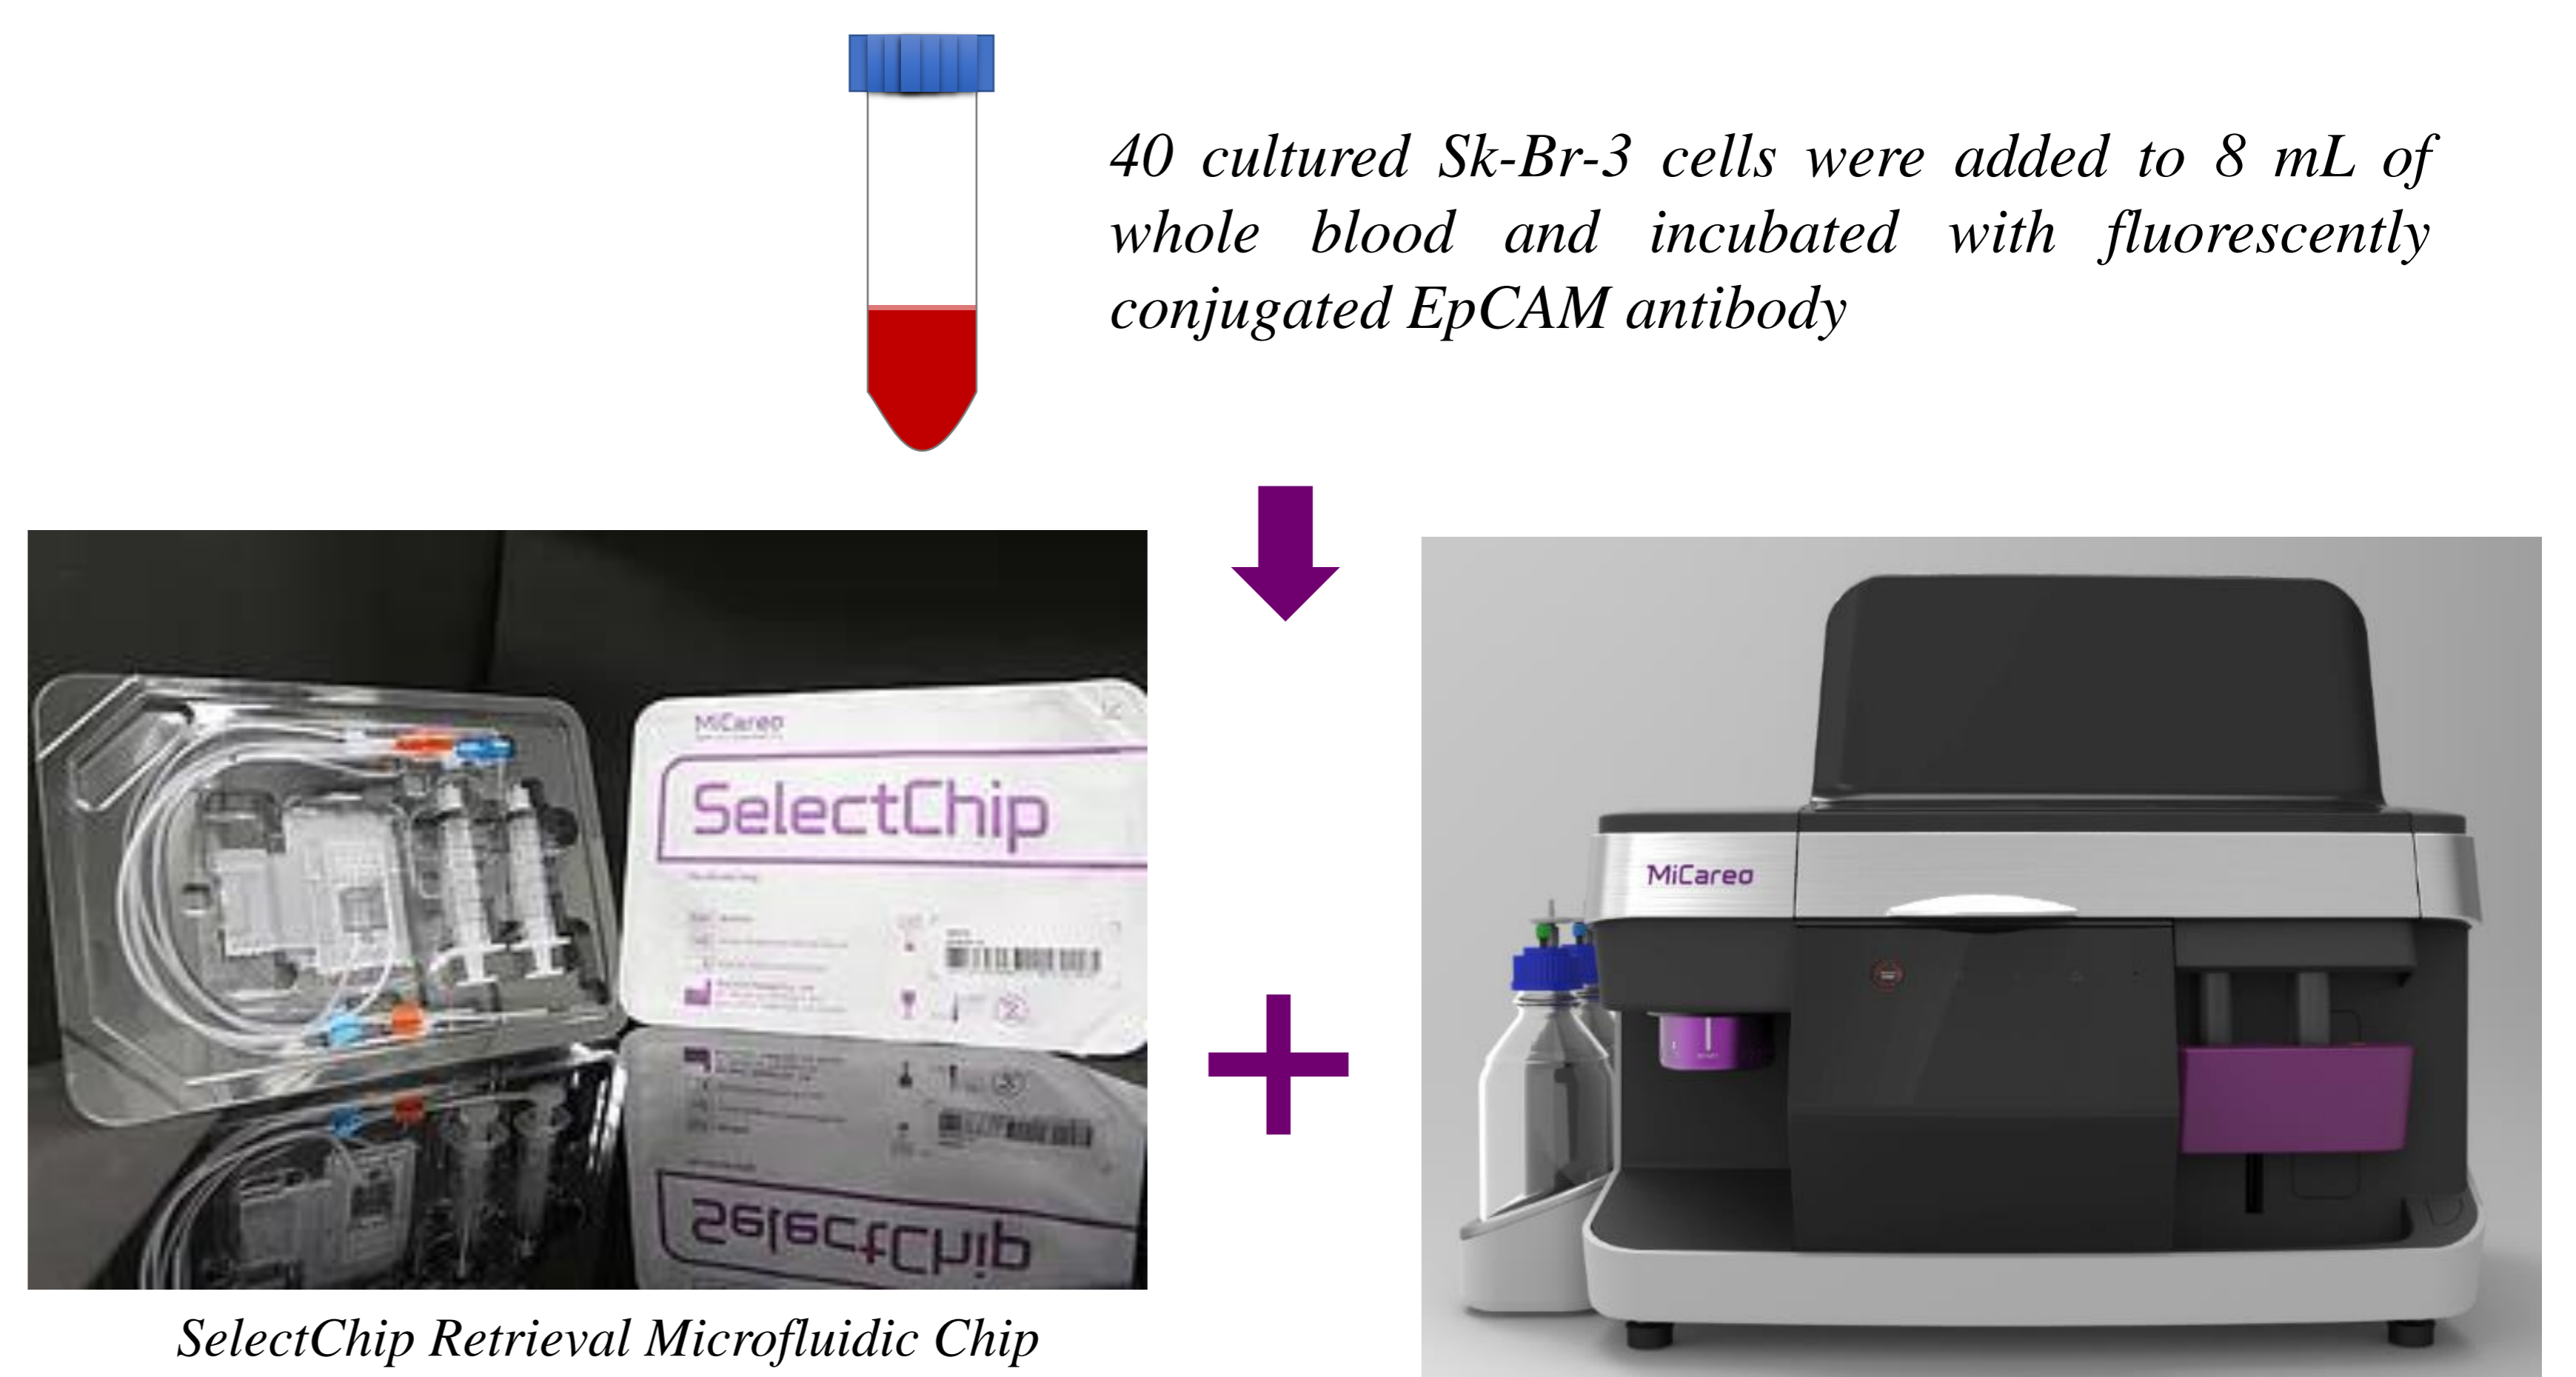 40 cultured Sk-Br-3 cells were added to 8 mL of
whole blood and incubated with fluorescently
conjugated EpCAM antibody
MiCareo
SelectChip
MiCareo
SelectChip
SelectChip Retrieval Microfluidic Chip